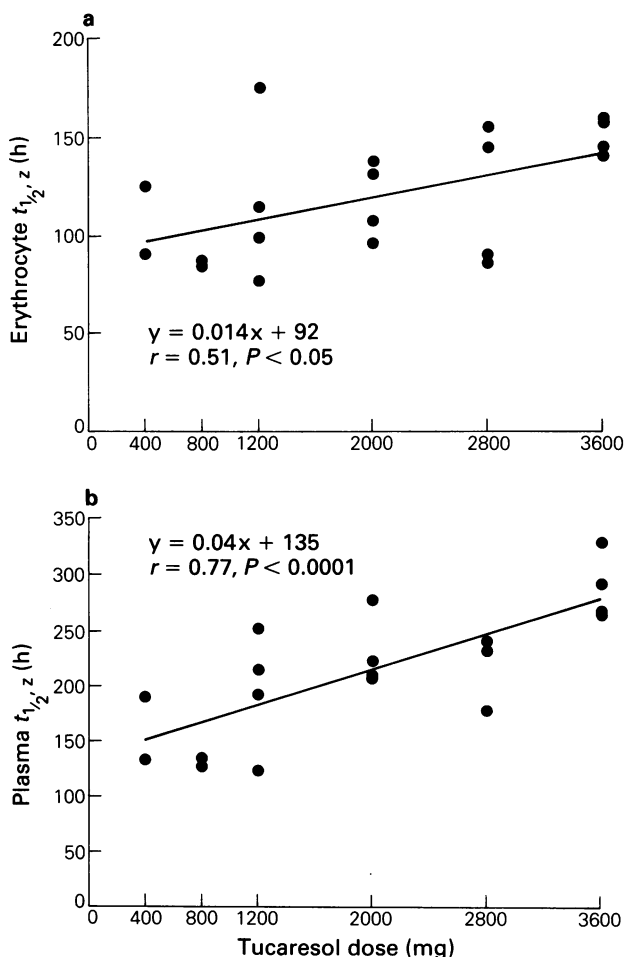 a
200
150
100
50
0
Erythrocyte t½, z (h)
y = 0.014x + 92
r = 0.51, P < 0.05
0 400 800 1200 2000 2800 3600
b
350
300
250
200
150
100
50
0
Plasma t½, z (h)
y = 0.04x + 135
r = 0.77, P < 0.0001
0 400 800 1200 2000 2800 3600
Tucaresol dose (mg)